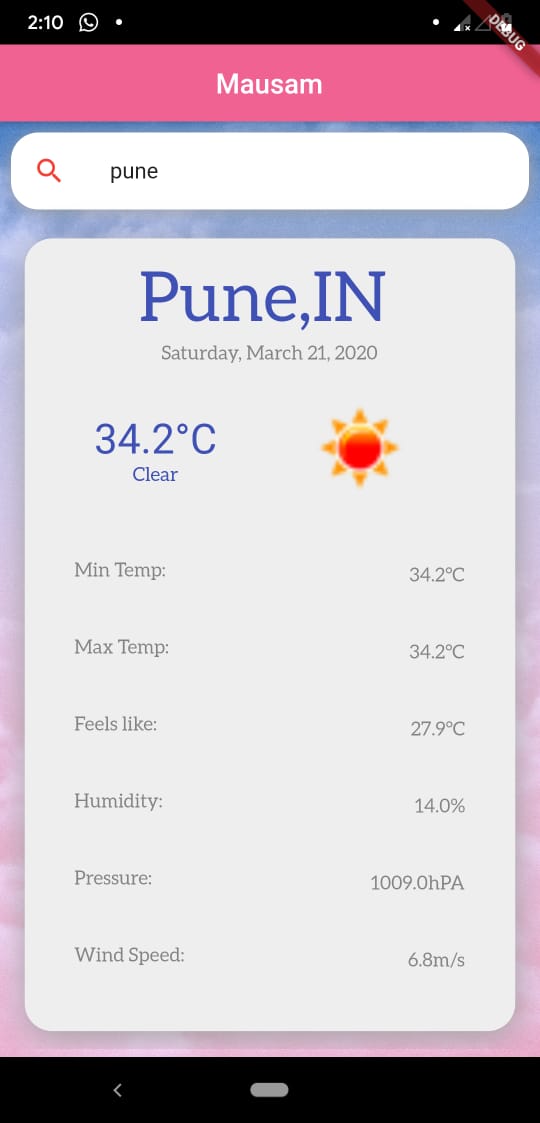 2:10
DEBUG
Mausam
pune
Pune,IN
Saturday, March 21, 2020
34.2°C
Clear
Min Temp: 34.2°C
Max Temp: 34.2°C
Feels like: 27.9°C
Humidity: 14.0%
Pressure: 1009.0hPA
Wind Speed: 6.8m/s